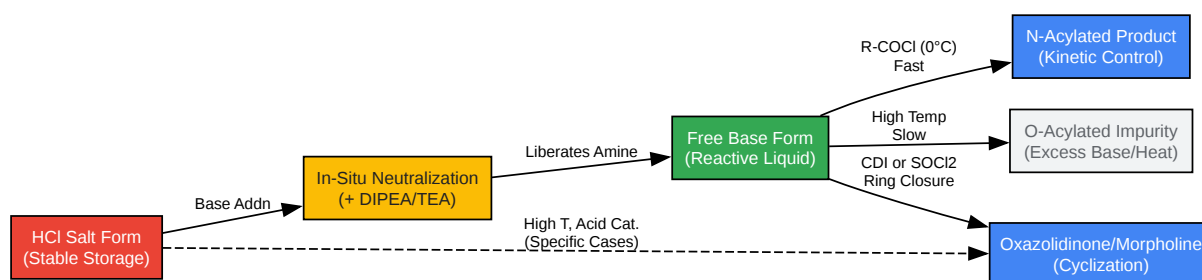 HCl Salt Form
(Stable Storage)
Base Addn
In-Situ Neutralization
(+ DIPEA/TEA)
Liberates Amine
Free Base Form
(Reactive Liquid)
R-COCl (0°C)
Fast
N-Acylated Product
(Kinetic Control)
High Temp
Slow
O-Acylated Impurity
(Excess Base/Heat)
CDI or SOCl2
Ring Closure
High T, Acid Cat.
(Specific Cases)
Oxazolidinone/Morpholine
(Cyclization)